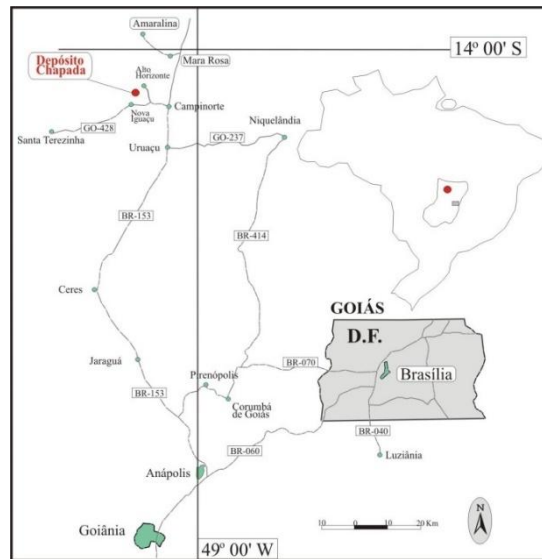 Amaralina
14º 00' S
Mara Rosa
Depósito
Chapada
Alto
Horizonte
Campinorte
Nova
Iguaçu
Niquelândia
Santa Terezinha
GO-428
GO-237
Uruaçu
BR-153
BR-414
Ceres
GOIÁS
D.F.
Jaraguá
BR-070
Pirenópolis
Brasília
BR-153
Corumbá
de Goiás
BR-040
BR-060
Luziânia
Anápolis
Goiânia
N
10 0 10 20 Km
49º 00' W